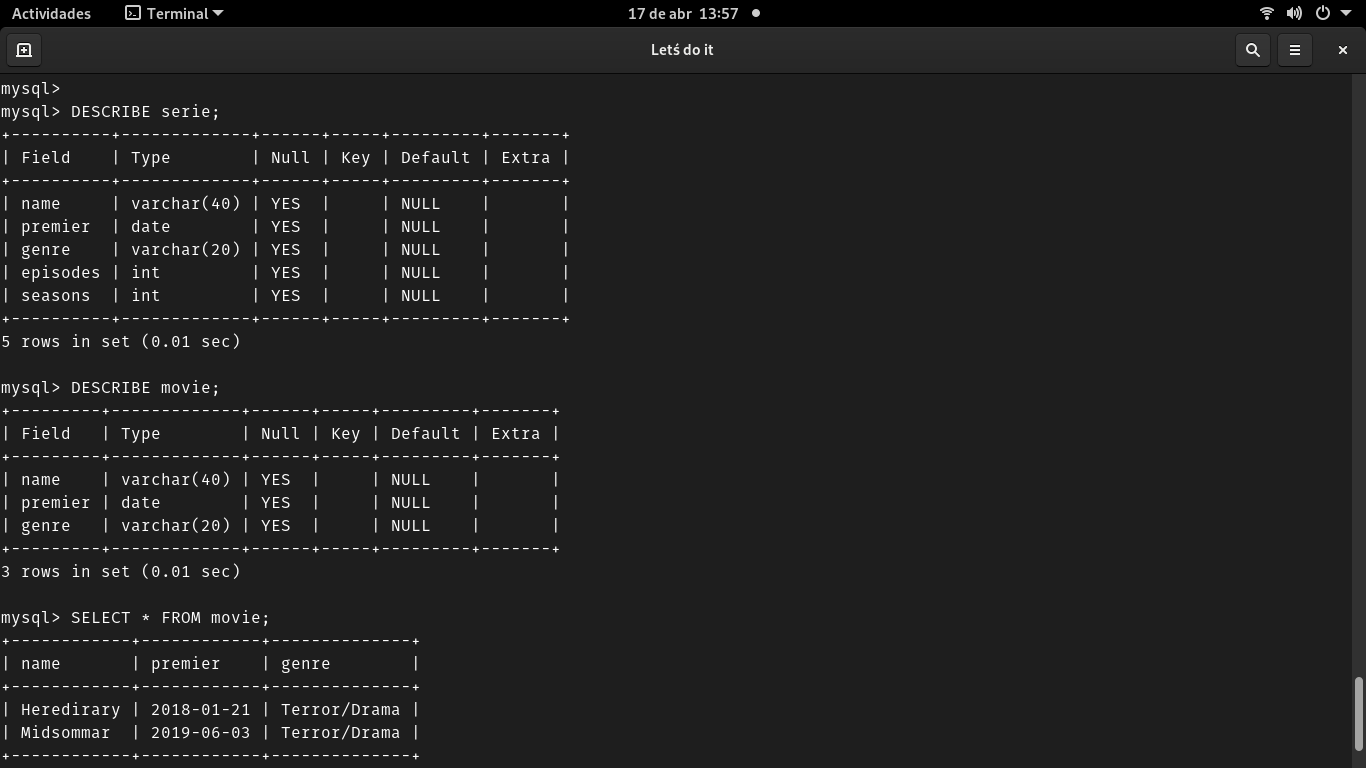 Actividades Terminal 17 de abr 13:57
Letś do it
mysql>
mysql> DESCRIBE serie;
+----------+-------------+------+-----+---------+-------+
| Field    | Type        | Null | Key | Default | Extra |
+----------+-------------+------+-----+---------+-------+
| name     | varchar(40) | YES  |     | NULL    |       |
| premier  | date        | YES  |     | NULL    |       |
| genre    | varchar(20) | YES  |     | NULL    |       |
| episodes | int         | YES  |     | NULL    |       |
| seasons  | int         | YES  |     | NULL    |       |
+----------+-------------+------+-----+---------+-------+
5 rows in set (0.01 sec)

mysql> DESCRIBE movie;
+---------+-------------+------+-----+---------+-------+
| Field   | Type        | Null | Key | Default | Extra |
+---------+-------------+------+-----+---------+-------+
| name    | varchar(40) | YES  |     | NULL    |       |
| premier | date        | YES  |     | NULL    |       |
| genre   | varchar(20) | YES  |     | NULL    |       |
+---------+-------------+------+-----+---------+-------+
3 rows in set (0.01 sec)

mysql> SELECT * FROM movie;
+------------+------------+--------------+
| name       | premier    | genre        |
+------------+------------+--------------+
| Heredirary | 2018-01-21 | Terror/Drama |
| Midsommar  | 2019-06-03 | Terror/Drama |
+------------+------------+--------------+